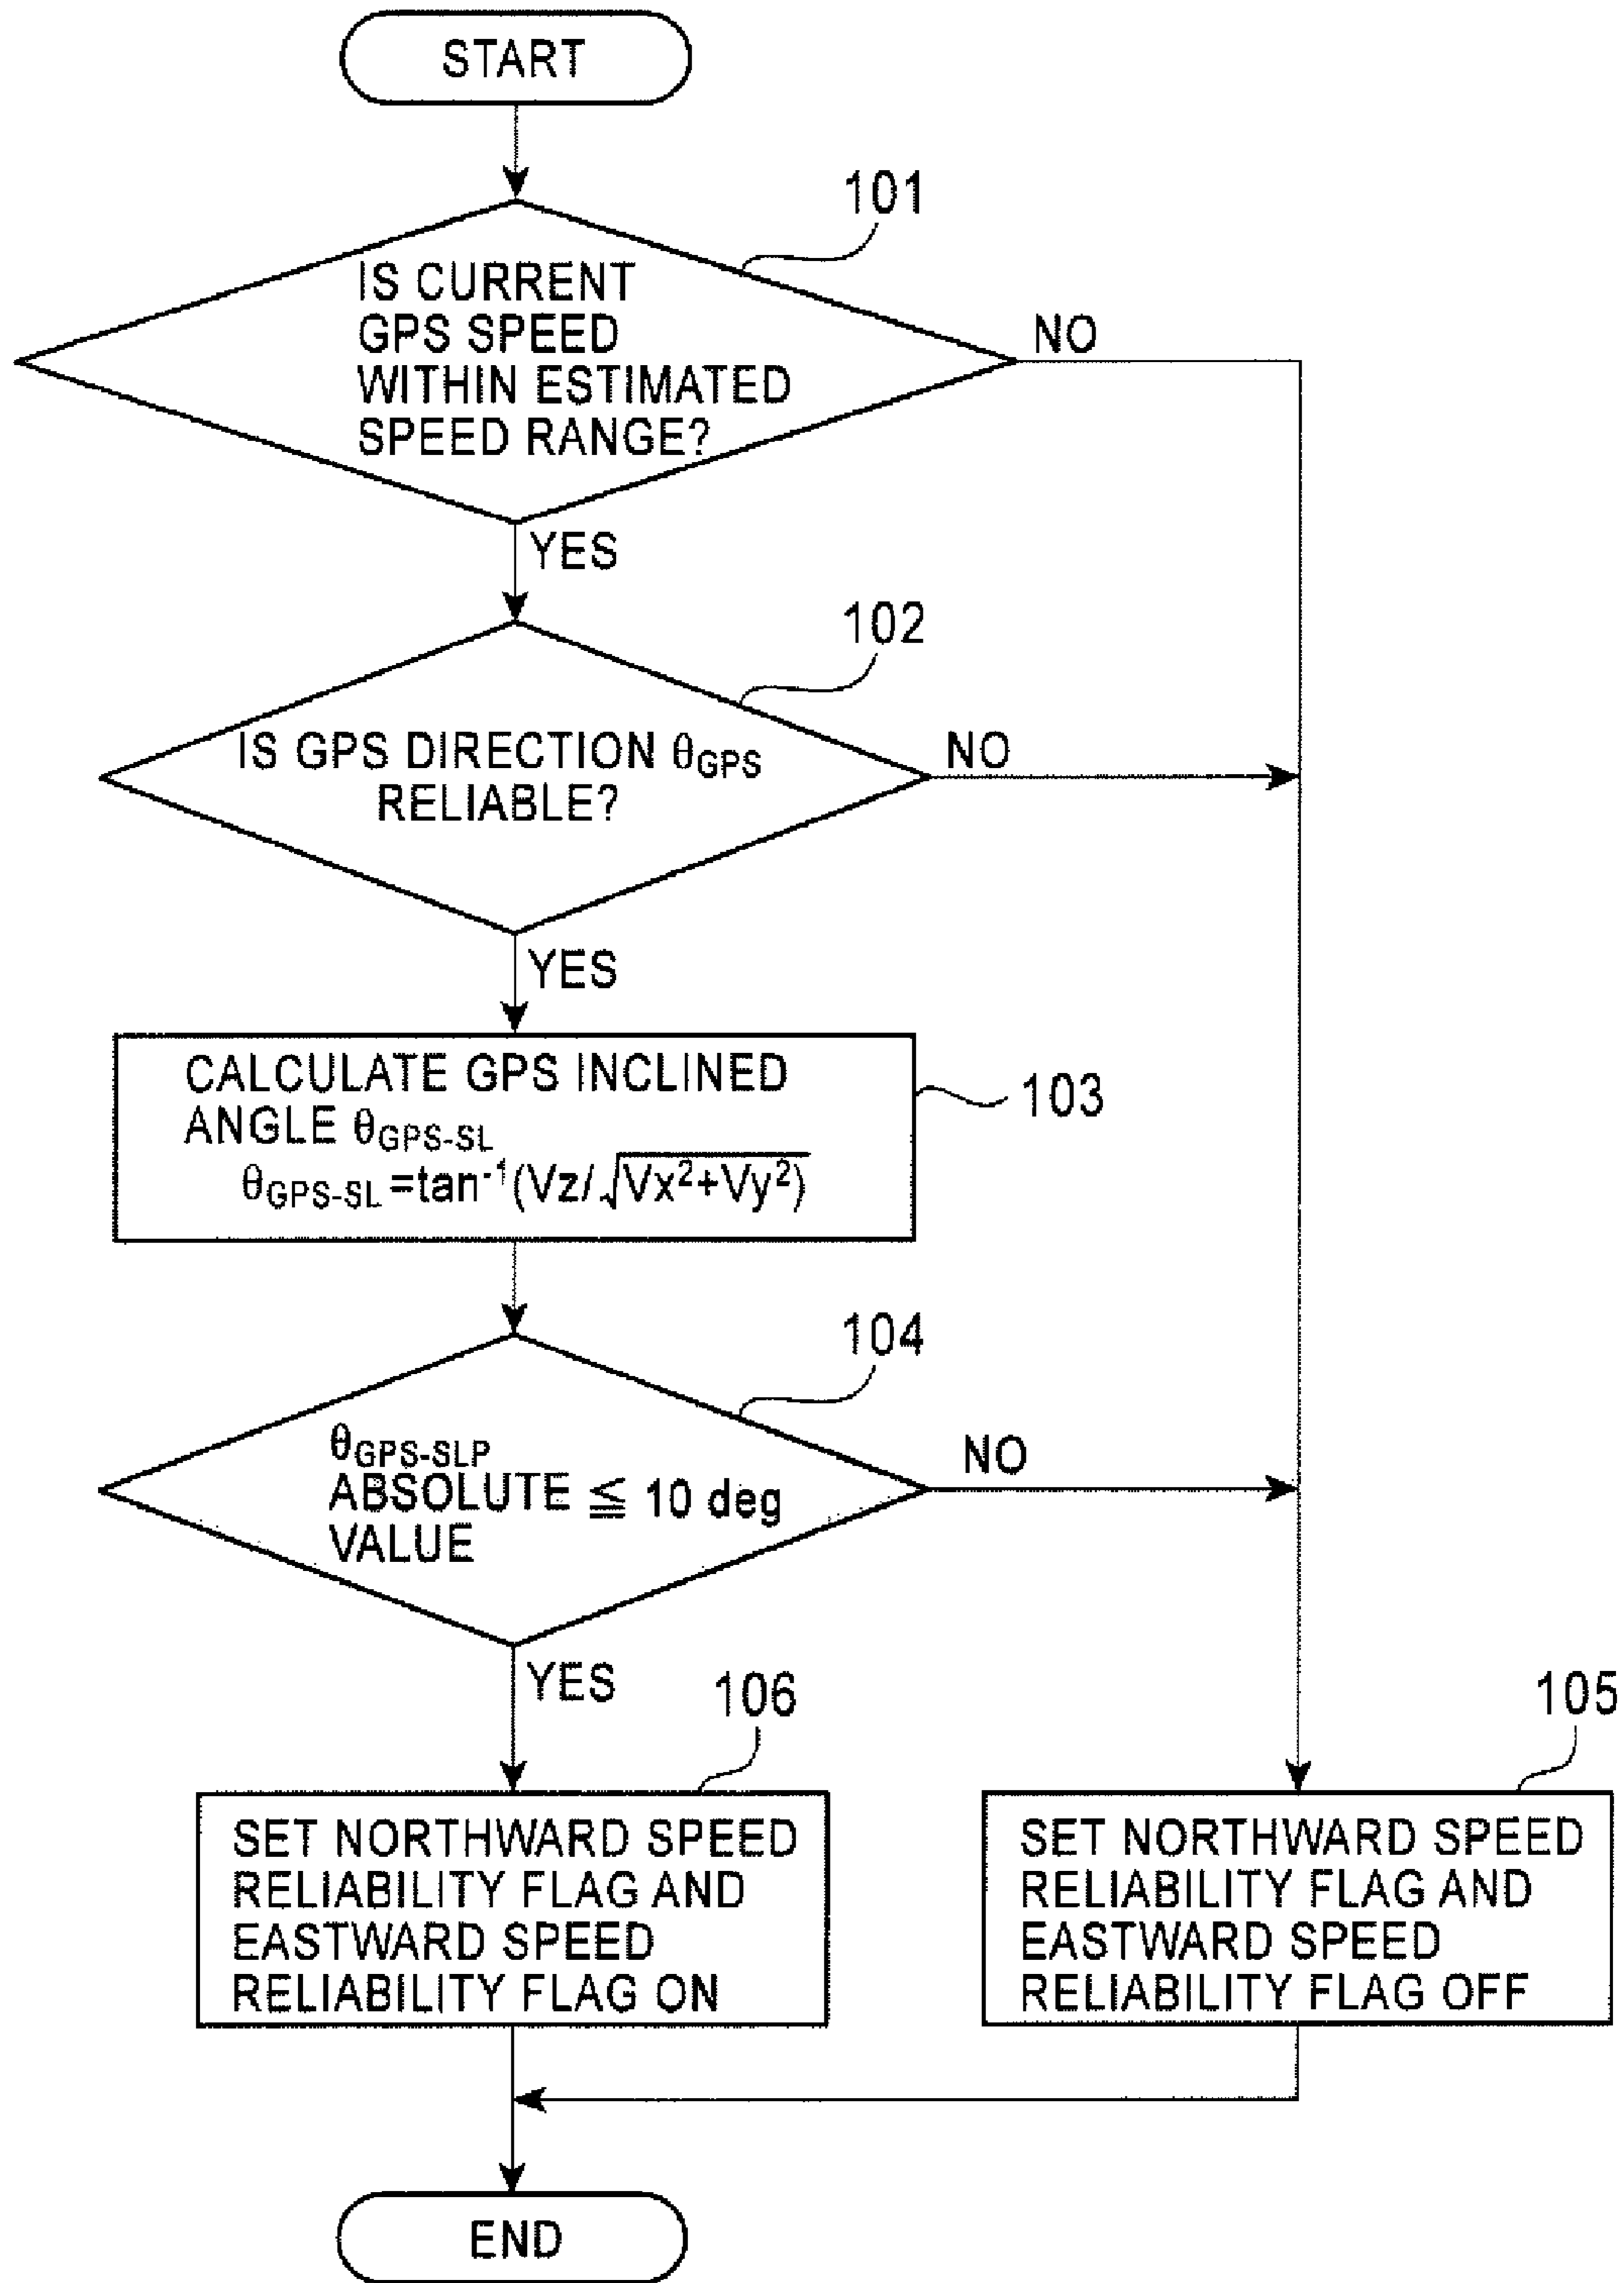 START
101
IS CURRENT
GPS SPEED
WITHIN ESTIMATED
SPEED RANGE?
NO
YES
102
IS GPS DIRECTION θGPS
RELIABLE?
NO
YES
CALCULATE GPS INCLINED
ANGLE θGPS-SL
θGPS-SL =tan⁻¹(Vz/√Vx²+Vy²)
103
104
θGPS-SLP
ABSOLUTE ≦ 10 deg
VALUE
NO
YES
106
105
SET NORTHWARD SPEED
RELIABILITY FLAG AND
EASTWARD SPEED
RELIABILITY FLAG ON
SET NORTHWARD SPEED
RELIABILITY FLAG AND
EASTWARD SPEED
RELIABILITY FLAG OFF
END